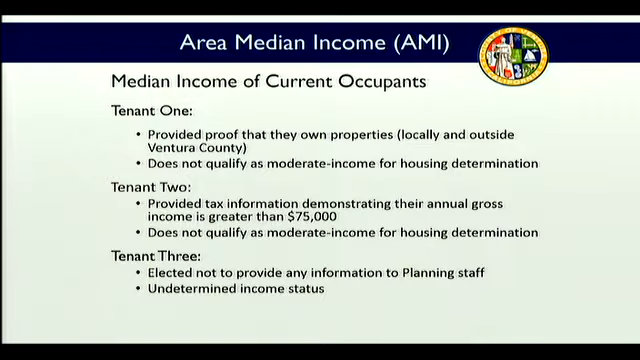 Area Median Income (AMI)
Median Income of Current Occupants
Tenant One:
• Provided proof that they own properties (locally and outside
Ventura County)
• Does not qualify as moderate-income for housing determination
Tenant Two:
• Provided tax information demonstrating their annual gross
income is greater than $75,000
• Does not qualify as moderate-income for housing determination
Tenant Three:
• Elected not to provide any information to Planning staff
• Undetermined income status